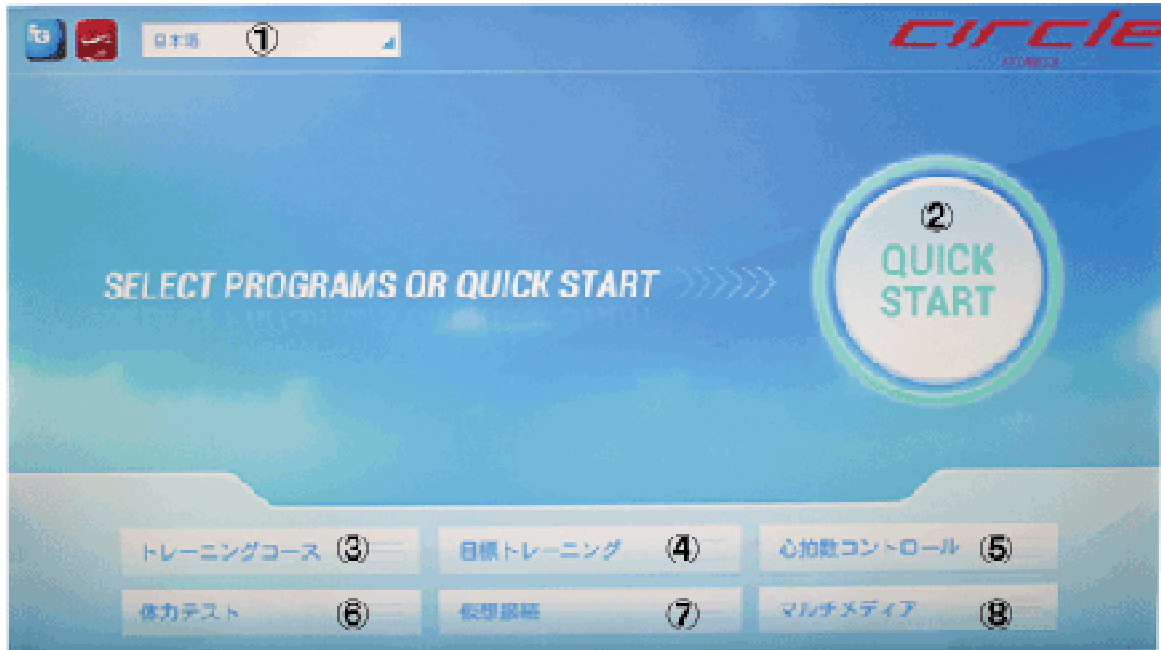 日本語 ①
circle
②
QUICK
START
SELECT PROGRAMS OR QUICK START
トレーニングコース ③
目標トレーニング ④
心拍数コントロール ⑤
体力テスト ⑥
仮想 ⑦
マルチメディア ⑧